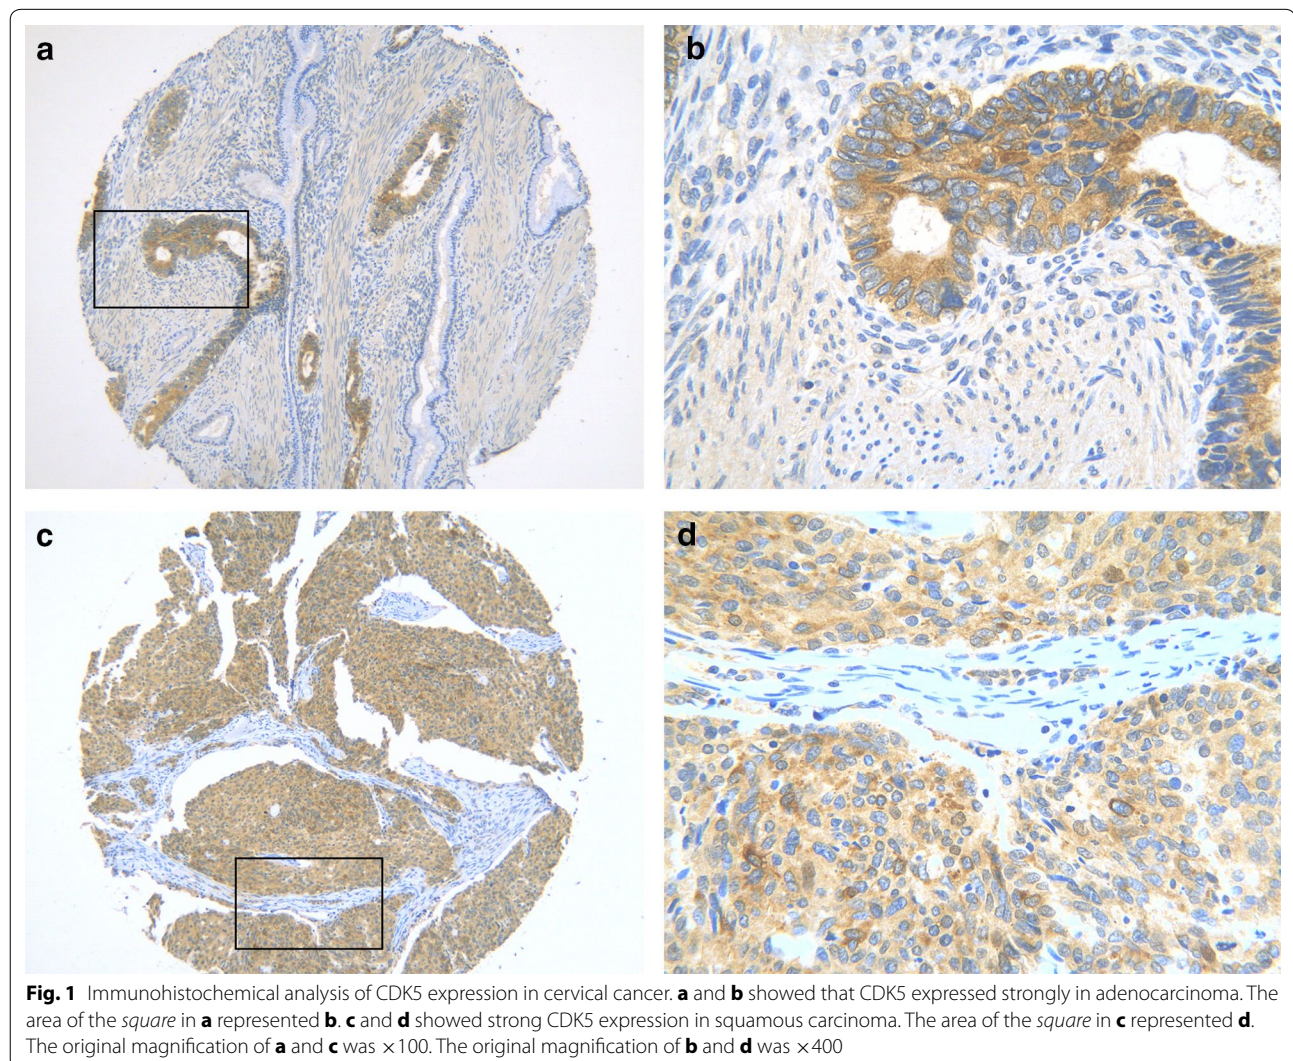 a
b
c
d
Fig. 1 Immunohistochemical analysis of CDK5 expression in cervical cancer. a and b showed that CDK5 expressed strongly in adenocarcinoma. The
area of the square in a represented b. c and d showed strong CDK5 expression in squamous carcinoma. The area of the square in c represented d.
The original magnification of a and c was ×100. The original magnification of b and d was ×400